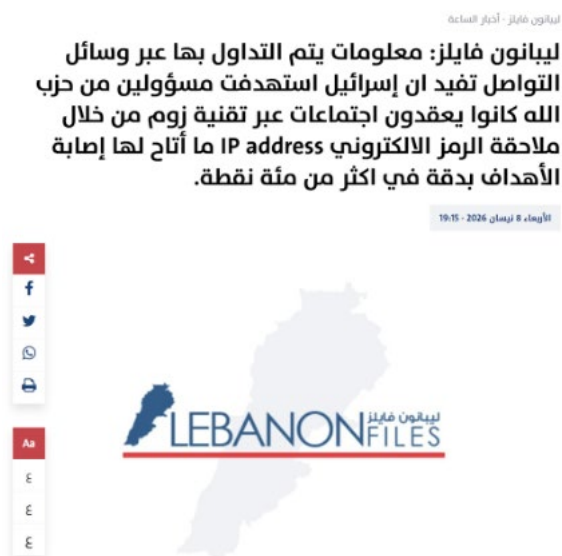 ليبانون فايلز - أخبار الساعة
ليبانون فايلز: معلومات يتم التداول بها عبر وسائل
التواصل تفيد ان إسرائيل استهدفت مسؤولين من حزب
الله كانوا يعقدون اجتماعات عبر تقنية زوم من خلال
ملاحقة الرمز الالكتروني IP address ما أتاح لها إصابة
الأهداف بدقة في اكثر من مئة نقطة.
الأربعاء 8 نيسان 2026 - 19:15
ليبانون فايلز
LEBANON FILES
Aa
ع
ع
ع